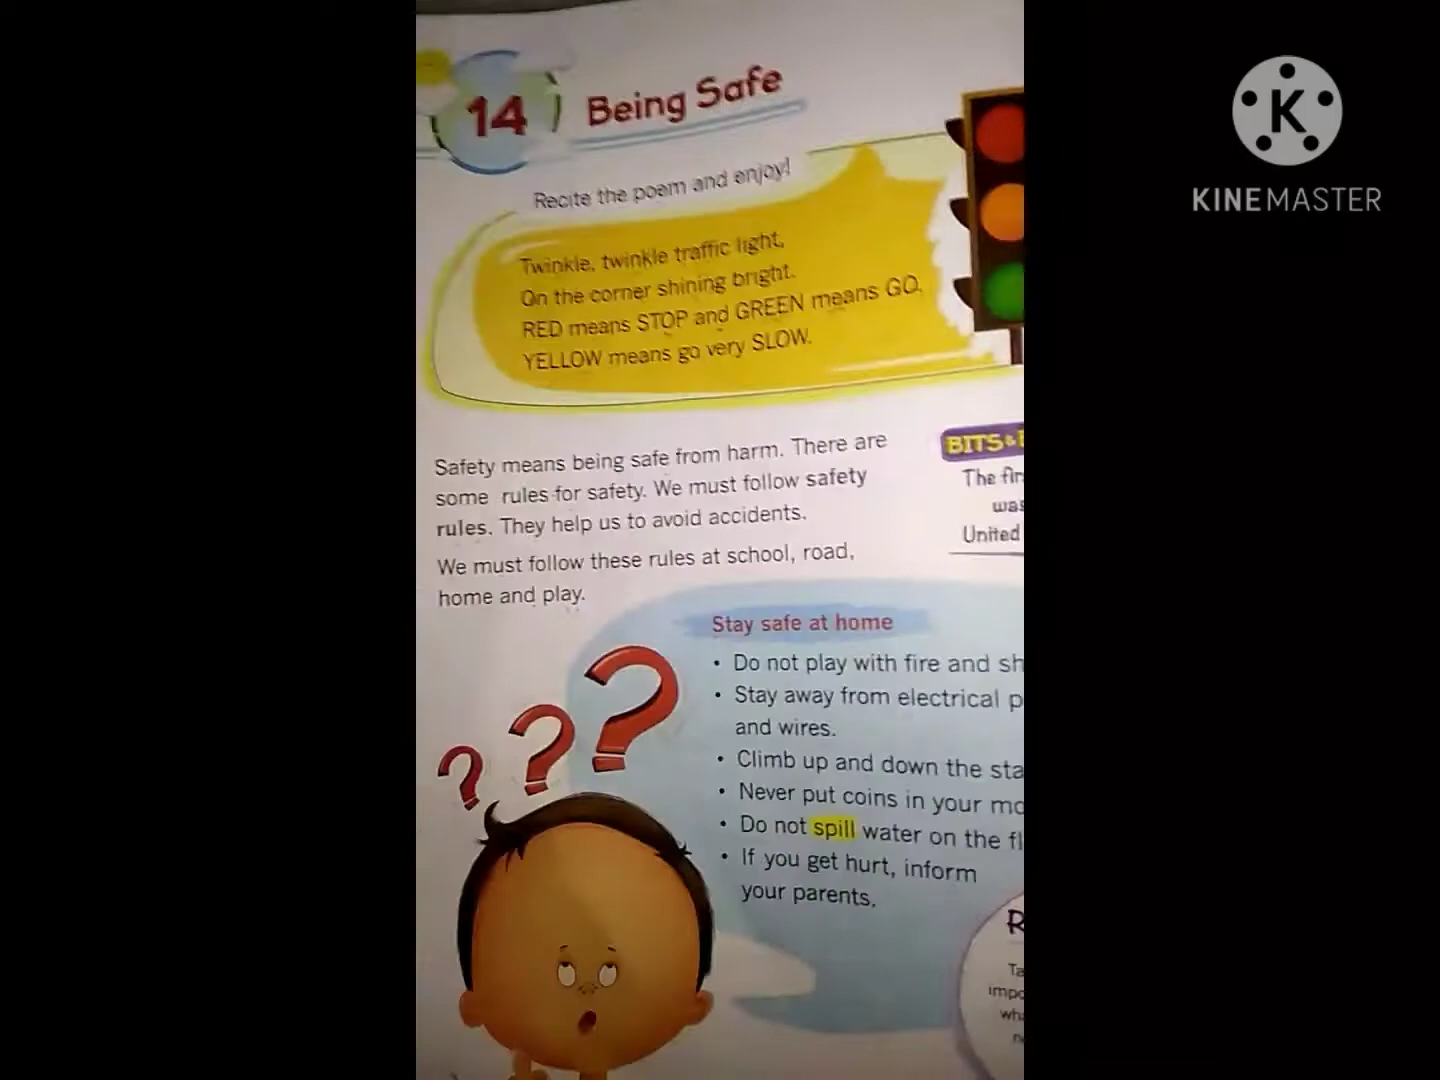 14 Being Safe
Recite the poem and enjoy!
Twinkle, twinkle traffic light,
On the corner shining bright.
RED means STOP and GREEN means GO,
YELLOW means go very SLOW.
Safety means being safe from harm. There are
some rules for safety. We must follow safety
rules. They help us to avoid accidents.
We must follow these rules at school, road,
home and play.
BITS &
The
was
United
Stay safe at home
• Do not play with fire and
• Stay away from electrical
and wires.
• Climb up and down the
• Never put coins in your
• Do not spill water on the
• If you get hurt, inform
your parents.
KINEMASTER